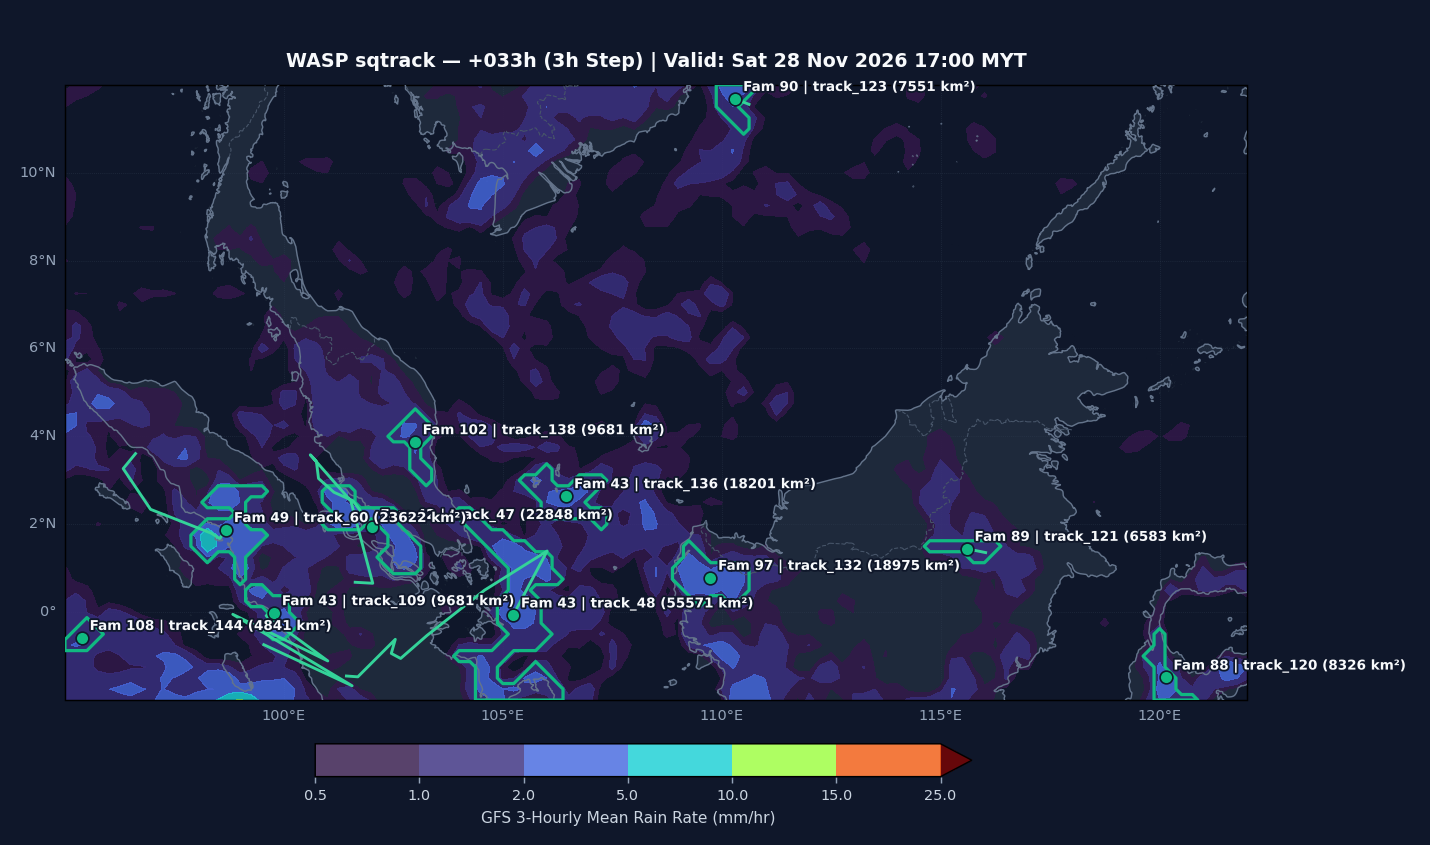 WASP sqtrack — +033h (3h Step) | Valid: Sat 28 Nov 2026 17:00 MYT
Fam 90 | track_123 (7551 km²)
10°N
8°N
6°N
4°N
2°N
0°
Fam 102 | track_138 (9681 km²)
Fam 43 | track_136 (18201 km²)
Fam 49 | track_60 (23622 km²)
track_47 (22848 km²)
Fam 89 | track_121 (6583 km²)
Fam 97 | track_132 (18975 km²)
Fam 43 | track_109 (9681 km²)
Fam 43 | track_48 (55571 km²)
Fam 108 | track_144 (4841 km²)
Fam 88 | track_120 (8326 km²)
100°E 105°E 110°E 115°E 120°E
0.5 1.0 2.0 5.0 10.0 15.0 25.0
GFS 3-Hourly Mean Rain Rate (mm/hr)